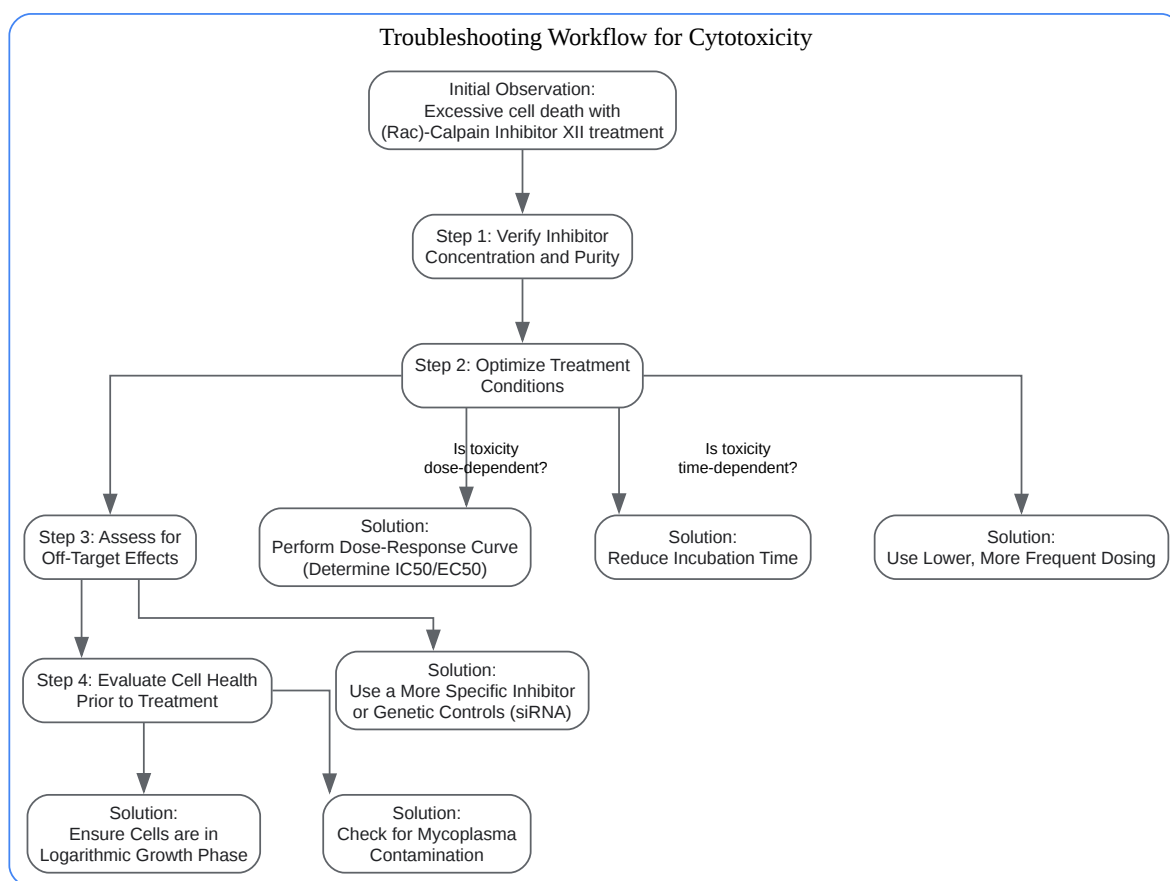 Troubleshooting Workflow for Cytotoxicity
Initial Observation:
Excessive cell death with
(Rac)-Calpain Inhibitor XII treatment
Step 1: Verify Inhibitor
Concentration and Purity
Step 2: Optimize Treatment
Conditions
Is toxicity
dose-dependent?
Is toxicity
time-dependent?
Step 3: Assess for
Off-Target Effects
Solution:
Perform Dose-Response Curve
(Determine IC50/EC50)
Solution:
Reduce Incubation Time
Solution:
Use Lower, More Frequent Dosing
Step 4: Evaluate Cell Health
Prior to Treatment
Solution:
Use a More Specific Inhibitor
or Genetic Controls (siRNA)
Solution:
Ensure Cells are in
Logarithmic Growth Phase
Solution:
Check for Mycoplasma
Contamination